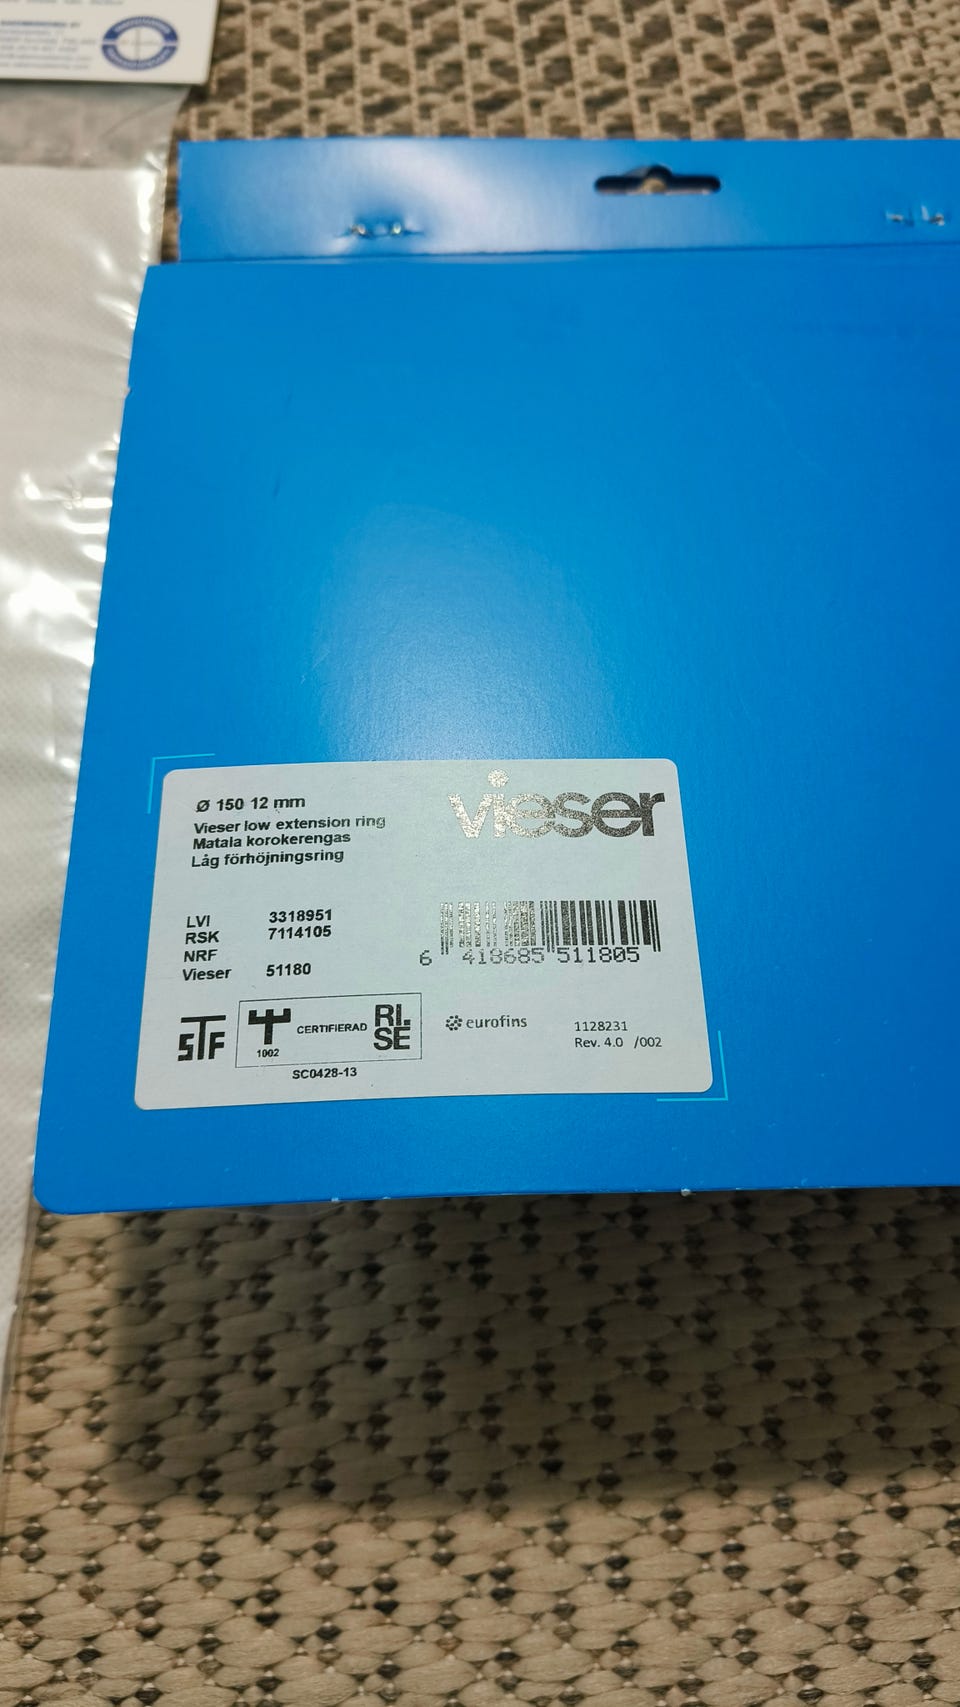 Ø 150 12 mm
Vieser low extension ring
Matala korokerengas
Låg förhöjningsring
vieser
LVI 3318951
RSK 7114105
NRF
Vieser 51180
6 418685 511805
STF
1002
CERTIFIERAD
RI.
SE
SC0428-13
eurofins
1128231
Rev. 4.0 /002